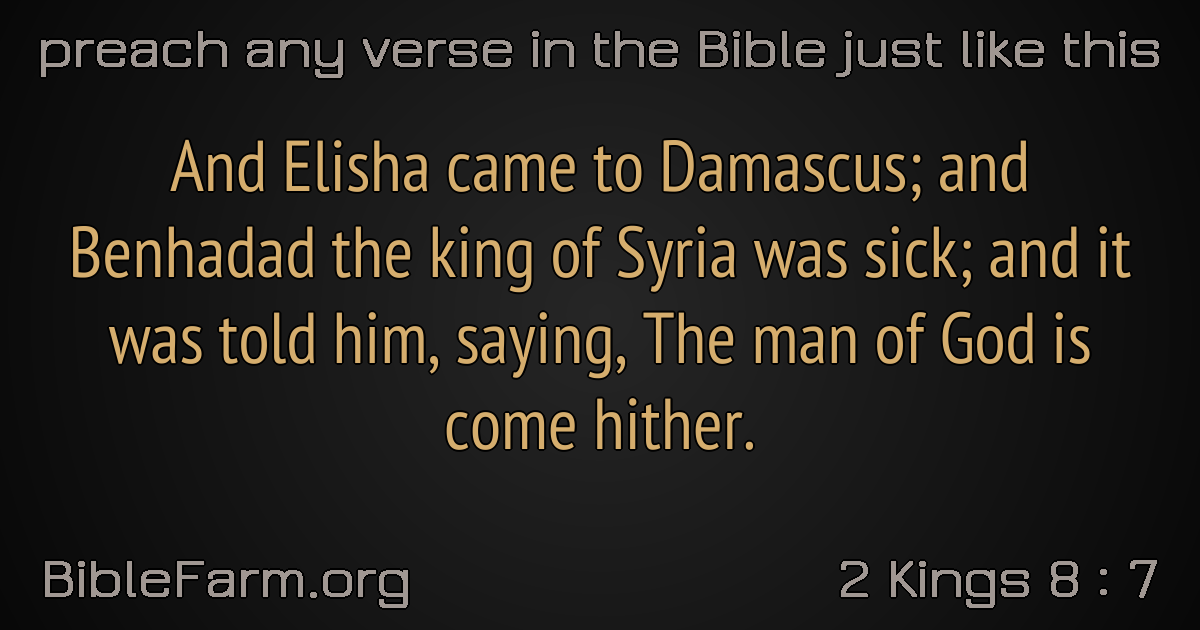 preach any verse in the Bible just like this
And Elisha came to Damascus; and
Benhadad the king of Syria was sick; and it
was told him, saying, The man of God is
come hither.
BibleFarm.org
2 Kings 8 : 7